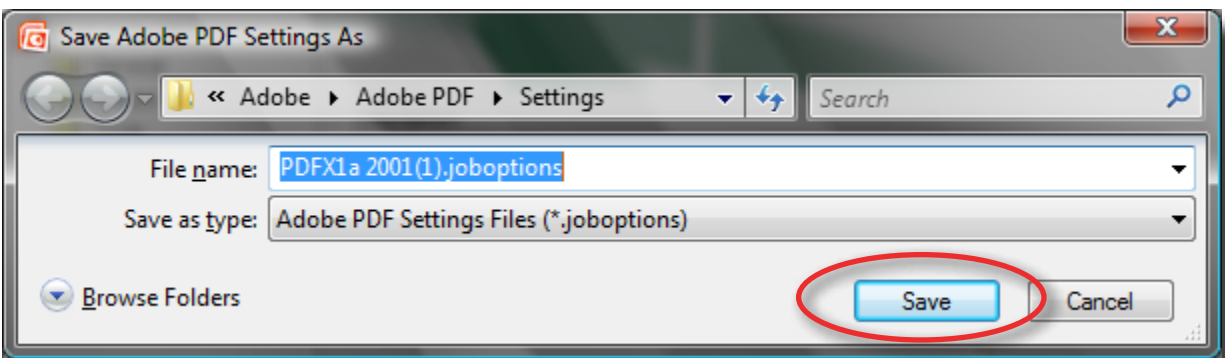 Save Adobe PDF Settings As
« Adobe ▸ Adobe PDF ▸ Settings Search
File name: PDFX1a 2001(1).joboptions
Save as type: Adobe PDF Settings Files (*.joboptions)
Browse Folders Save Cancel